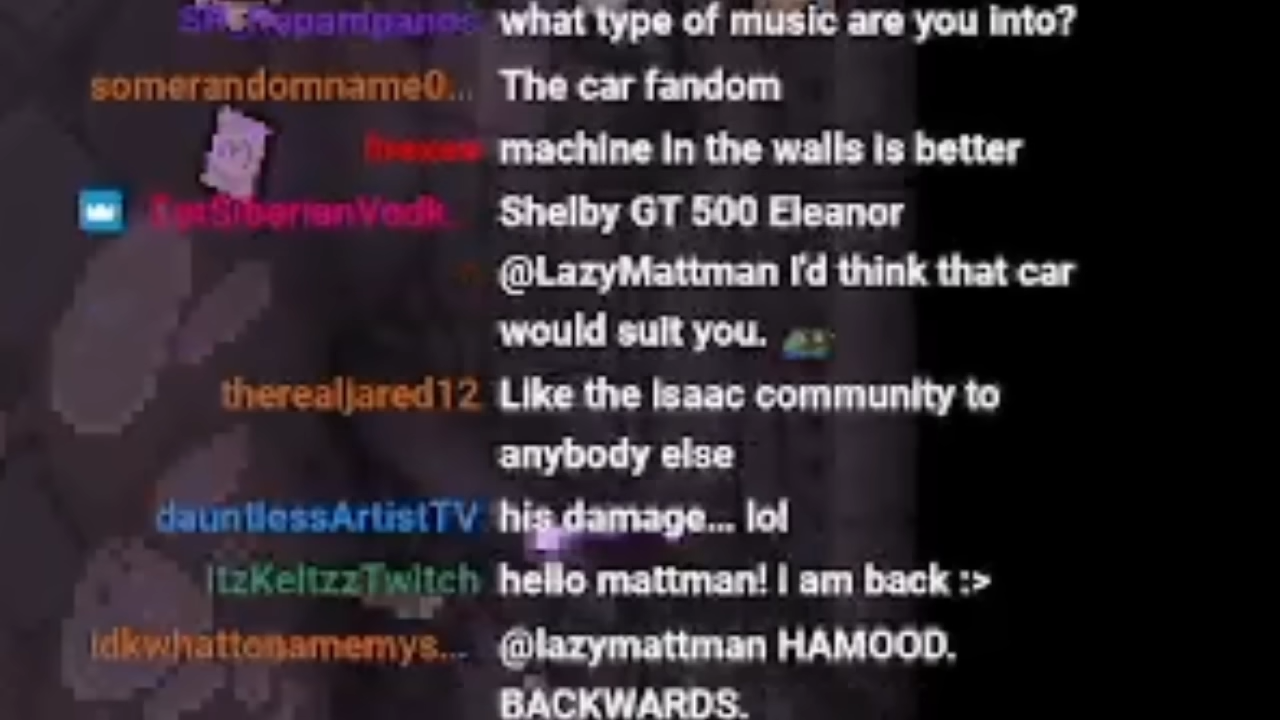 what type of music are you into?
somerandomname0... The car fandom
machine in the walls is better
Shelby GT 500 Eleanor
@LazyMattman I'd think that car
would suit you.
therealjared12 Like the Isaac community to
anybody else
dauntlessArtistTV his damage... lol
ItzKeltzzTwitch hello mattman! I am back :>
idkwhattonamemys... @lazymattman HAMOOD.
BACKWARDS.